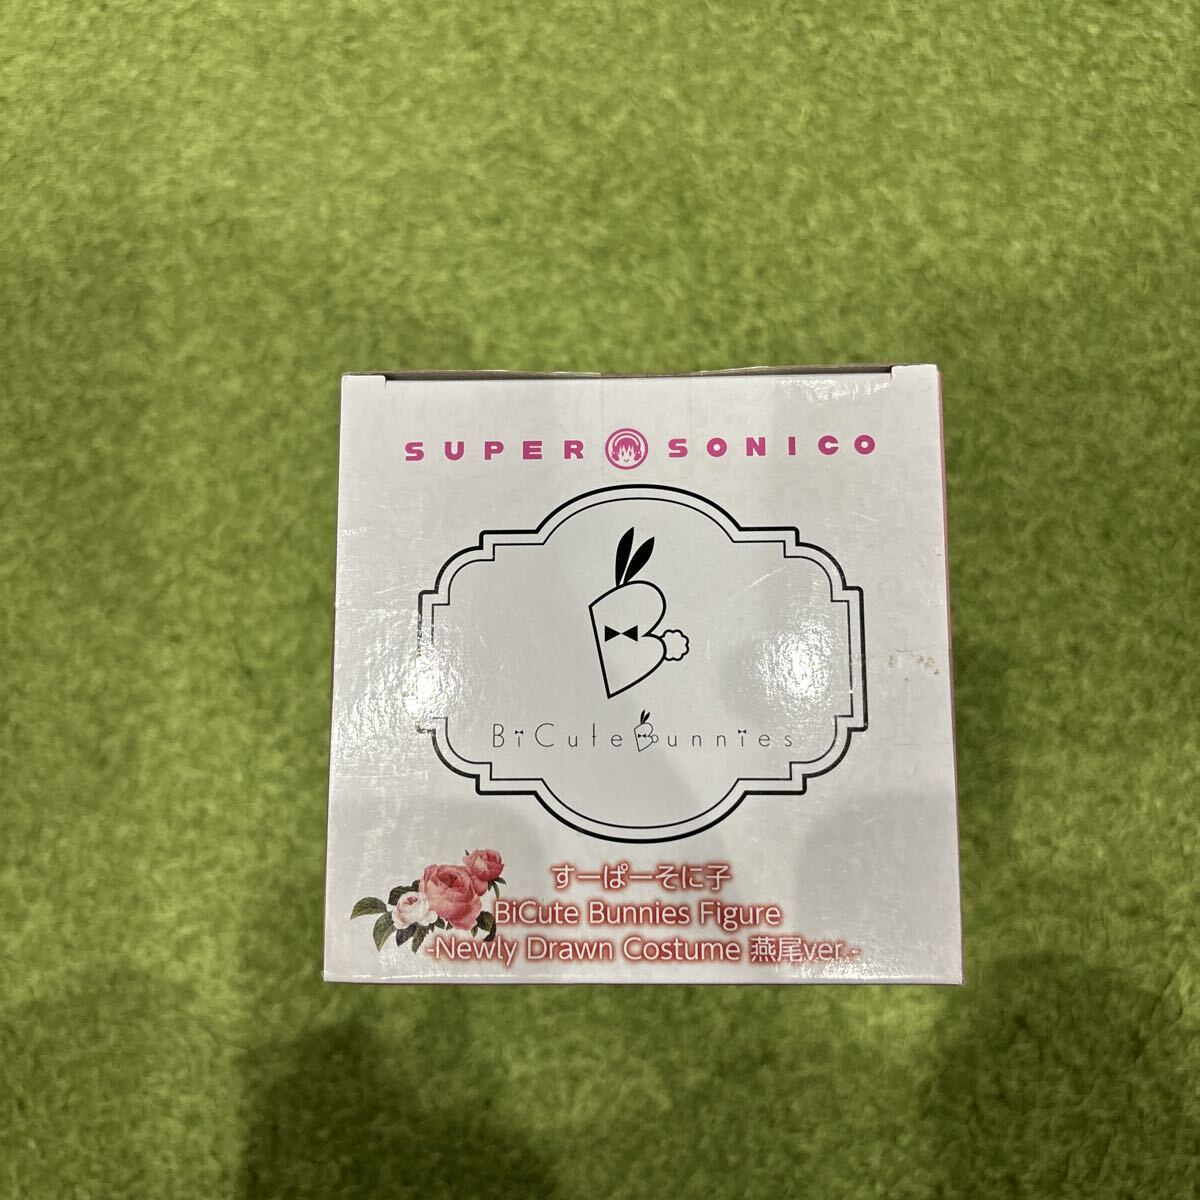 SUPER SONICO
BiCute Bunnies
すーぱーそに子
BiCute Bunnies Figure
-Newly Drawn Costume 燕尾ver.-